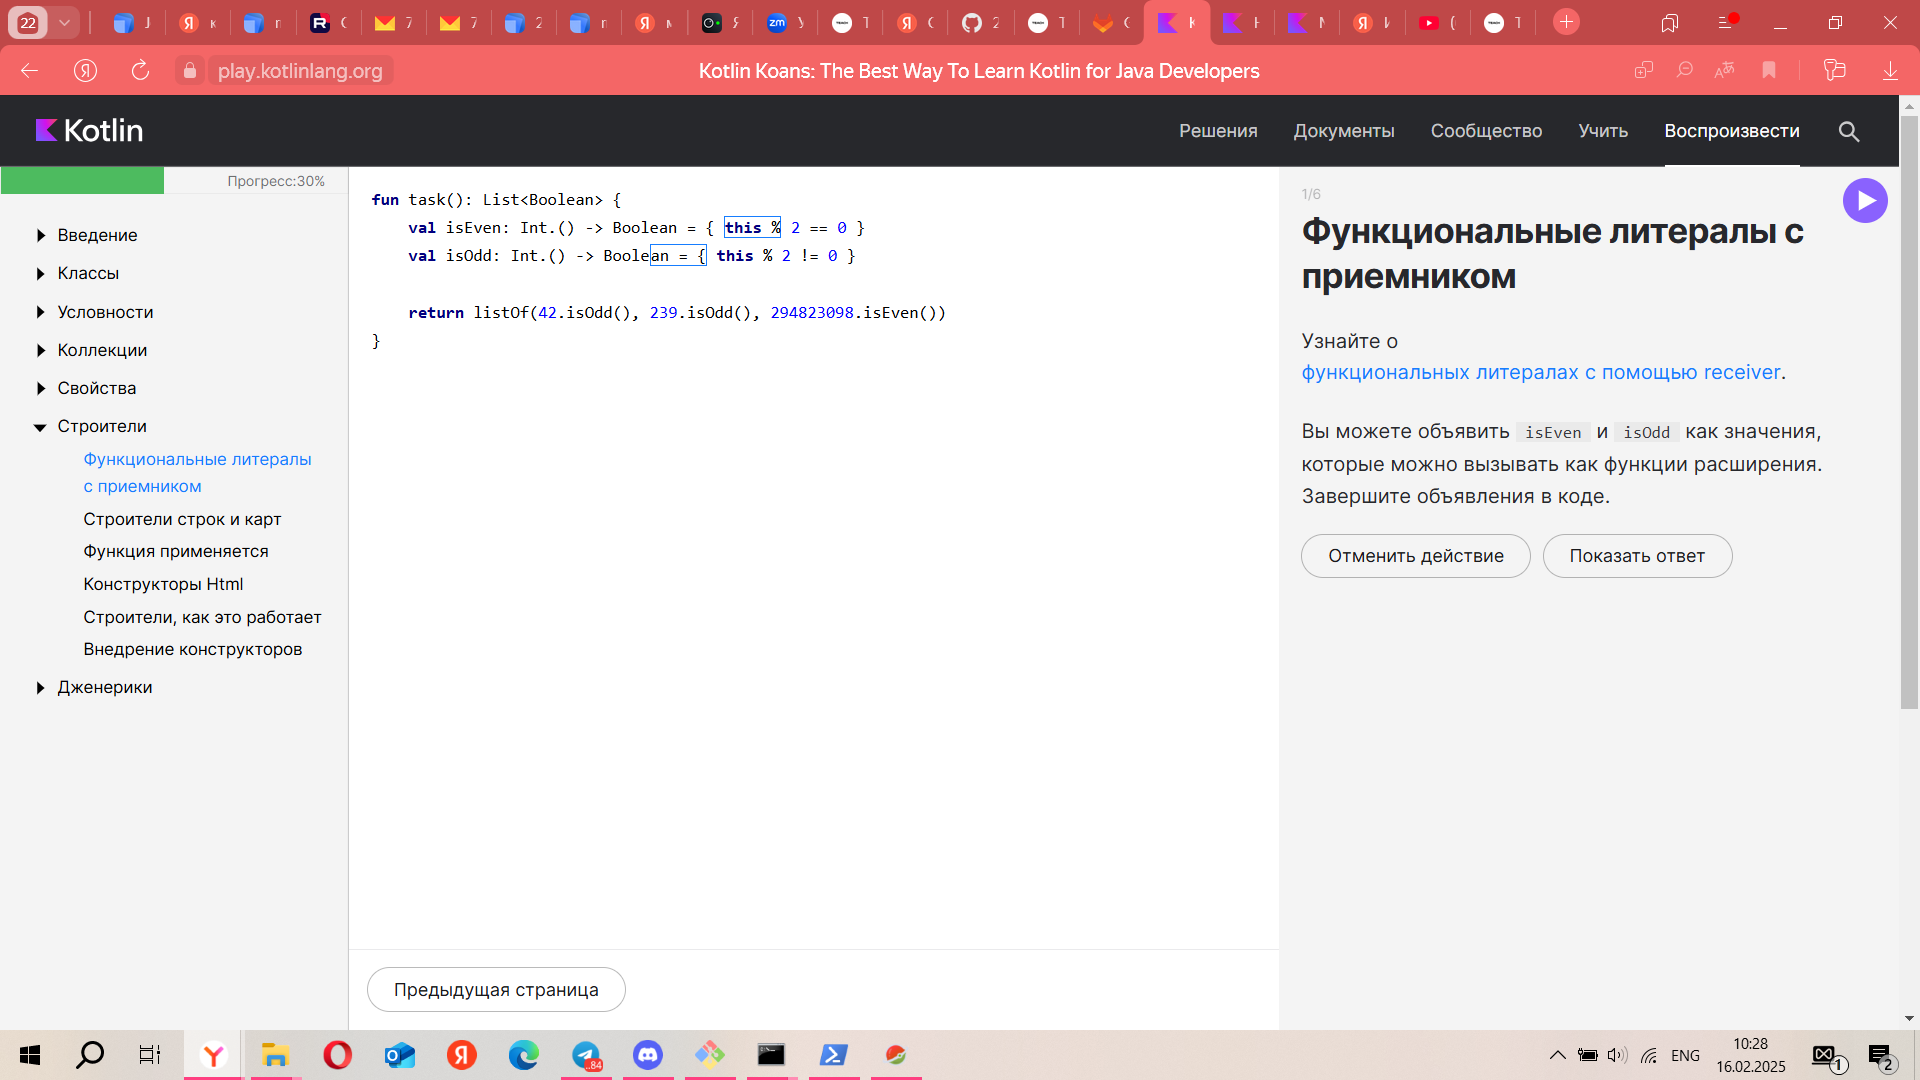 22
J
к
п
С
7
7
2
п
м
Я
У
Т
С
2
Т
С
К
Н
М
И
(
Т
play.kotlinlang.org
Kotlin Koans: The Best Way To Learn Kotlin for Java Developers
Kotlin
Решения
Документы
Сообщество
Учить
Воспроизвести
Прогресс:30%
Введение
Классы
Условности
Коллекции
Свойства
Строители
Функциональные литералы
с приемником
Строители строк и карт
Функция применяется
Конструкторы Html
Строители, как это работает
Внедрение конструкторов
Дженерики
fun task(): List<Boolean> {
val isEven: Int.() -> Boolean = { this % 2 == 0 }
val isOdd: Int.() -> Boolean = { this % 2 != 0 }
return listOf(42.isOdd(), 239.isOdd(), 294823098.isEven())
}
Предыдущая страница
1/6
Функциональные литералы с
приемником
Узнайте о
функциональных литералах с помощью receiver.
Вы можете объявить isEven и isOdd как значения,
которые можно вызывать как функции расширения.
Завершите объявления в коде.
Отменить действие
Показать ответ
84
ENG
10:28
16.02.2025
1
2